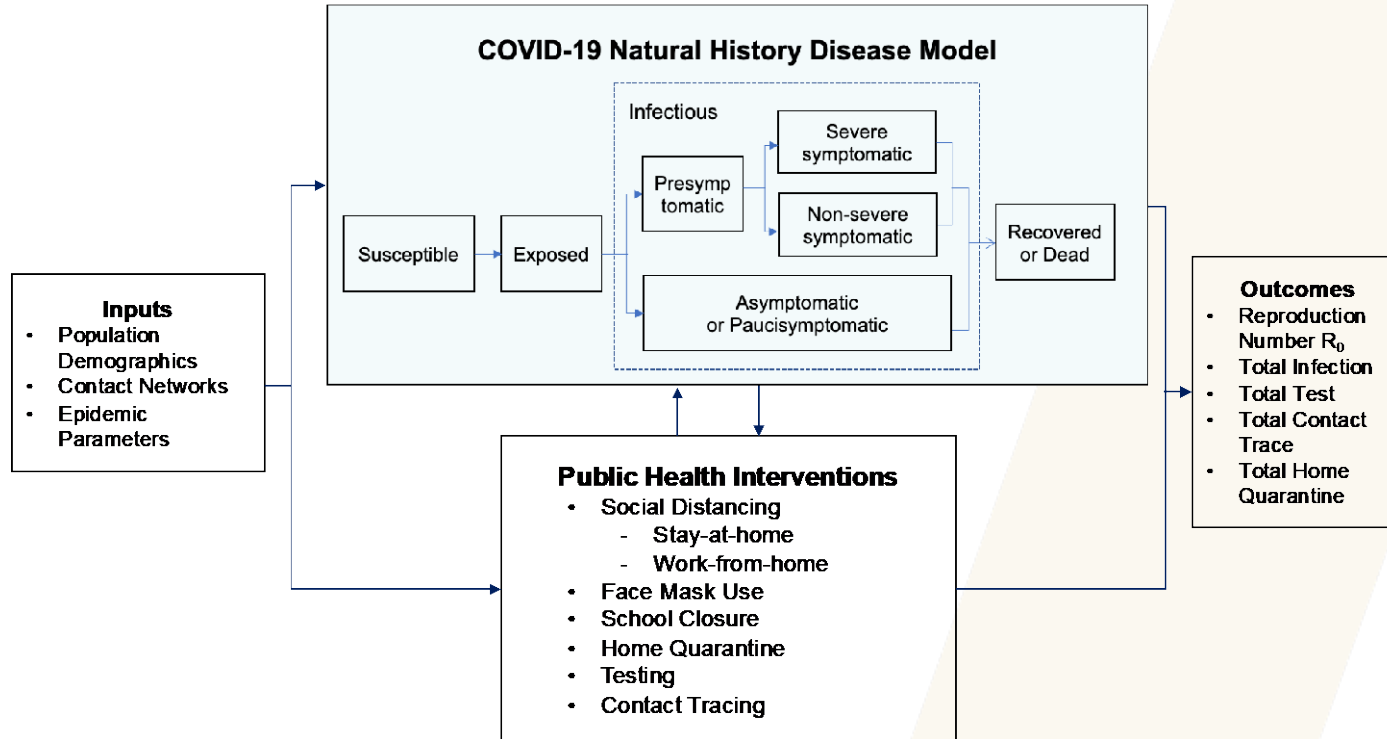 COVID-19 Natural History Disease Model
Infectious
Severe
symptomatic
Presymp
tomatic
Non-severe
symptomatic
Susceptible
Exposed
Recovered
or Dead
Asymptomatic
or Paucisymptomatic
Inputs
• Population
Demographics
• Contact Networks
• Epidemic
Parameters
Public Health Interventions
• Social Distancing
- Stay-at-home
- Work-from-home
• Face Mask Use
• School Closure
• Home Quarantine
• Testing
• Contact Tracing
Outcomes
• Reproduction
Number R₀
• Total Infection
• Total Test
• Total Contact
Trace
• Total Home
Quarantine